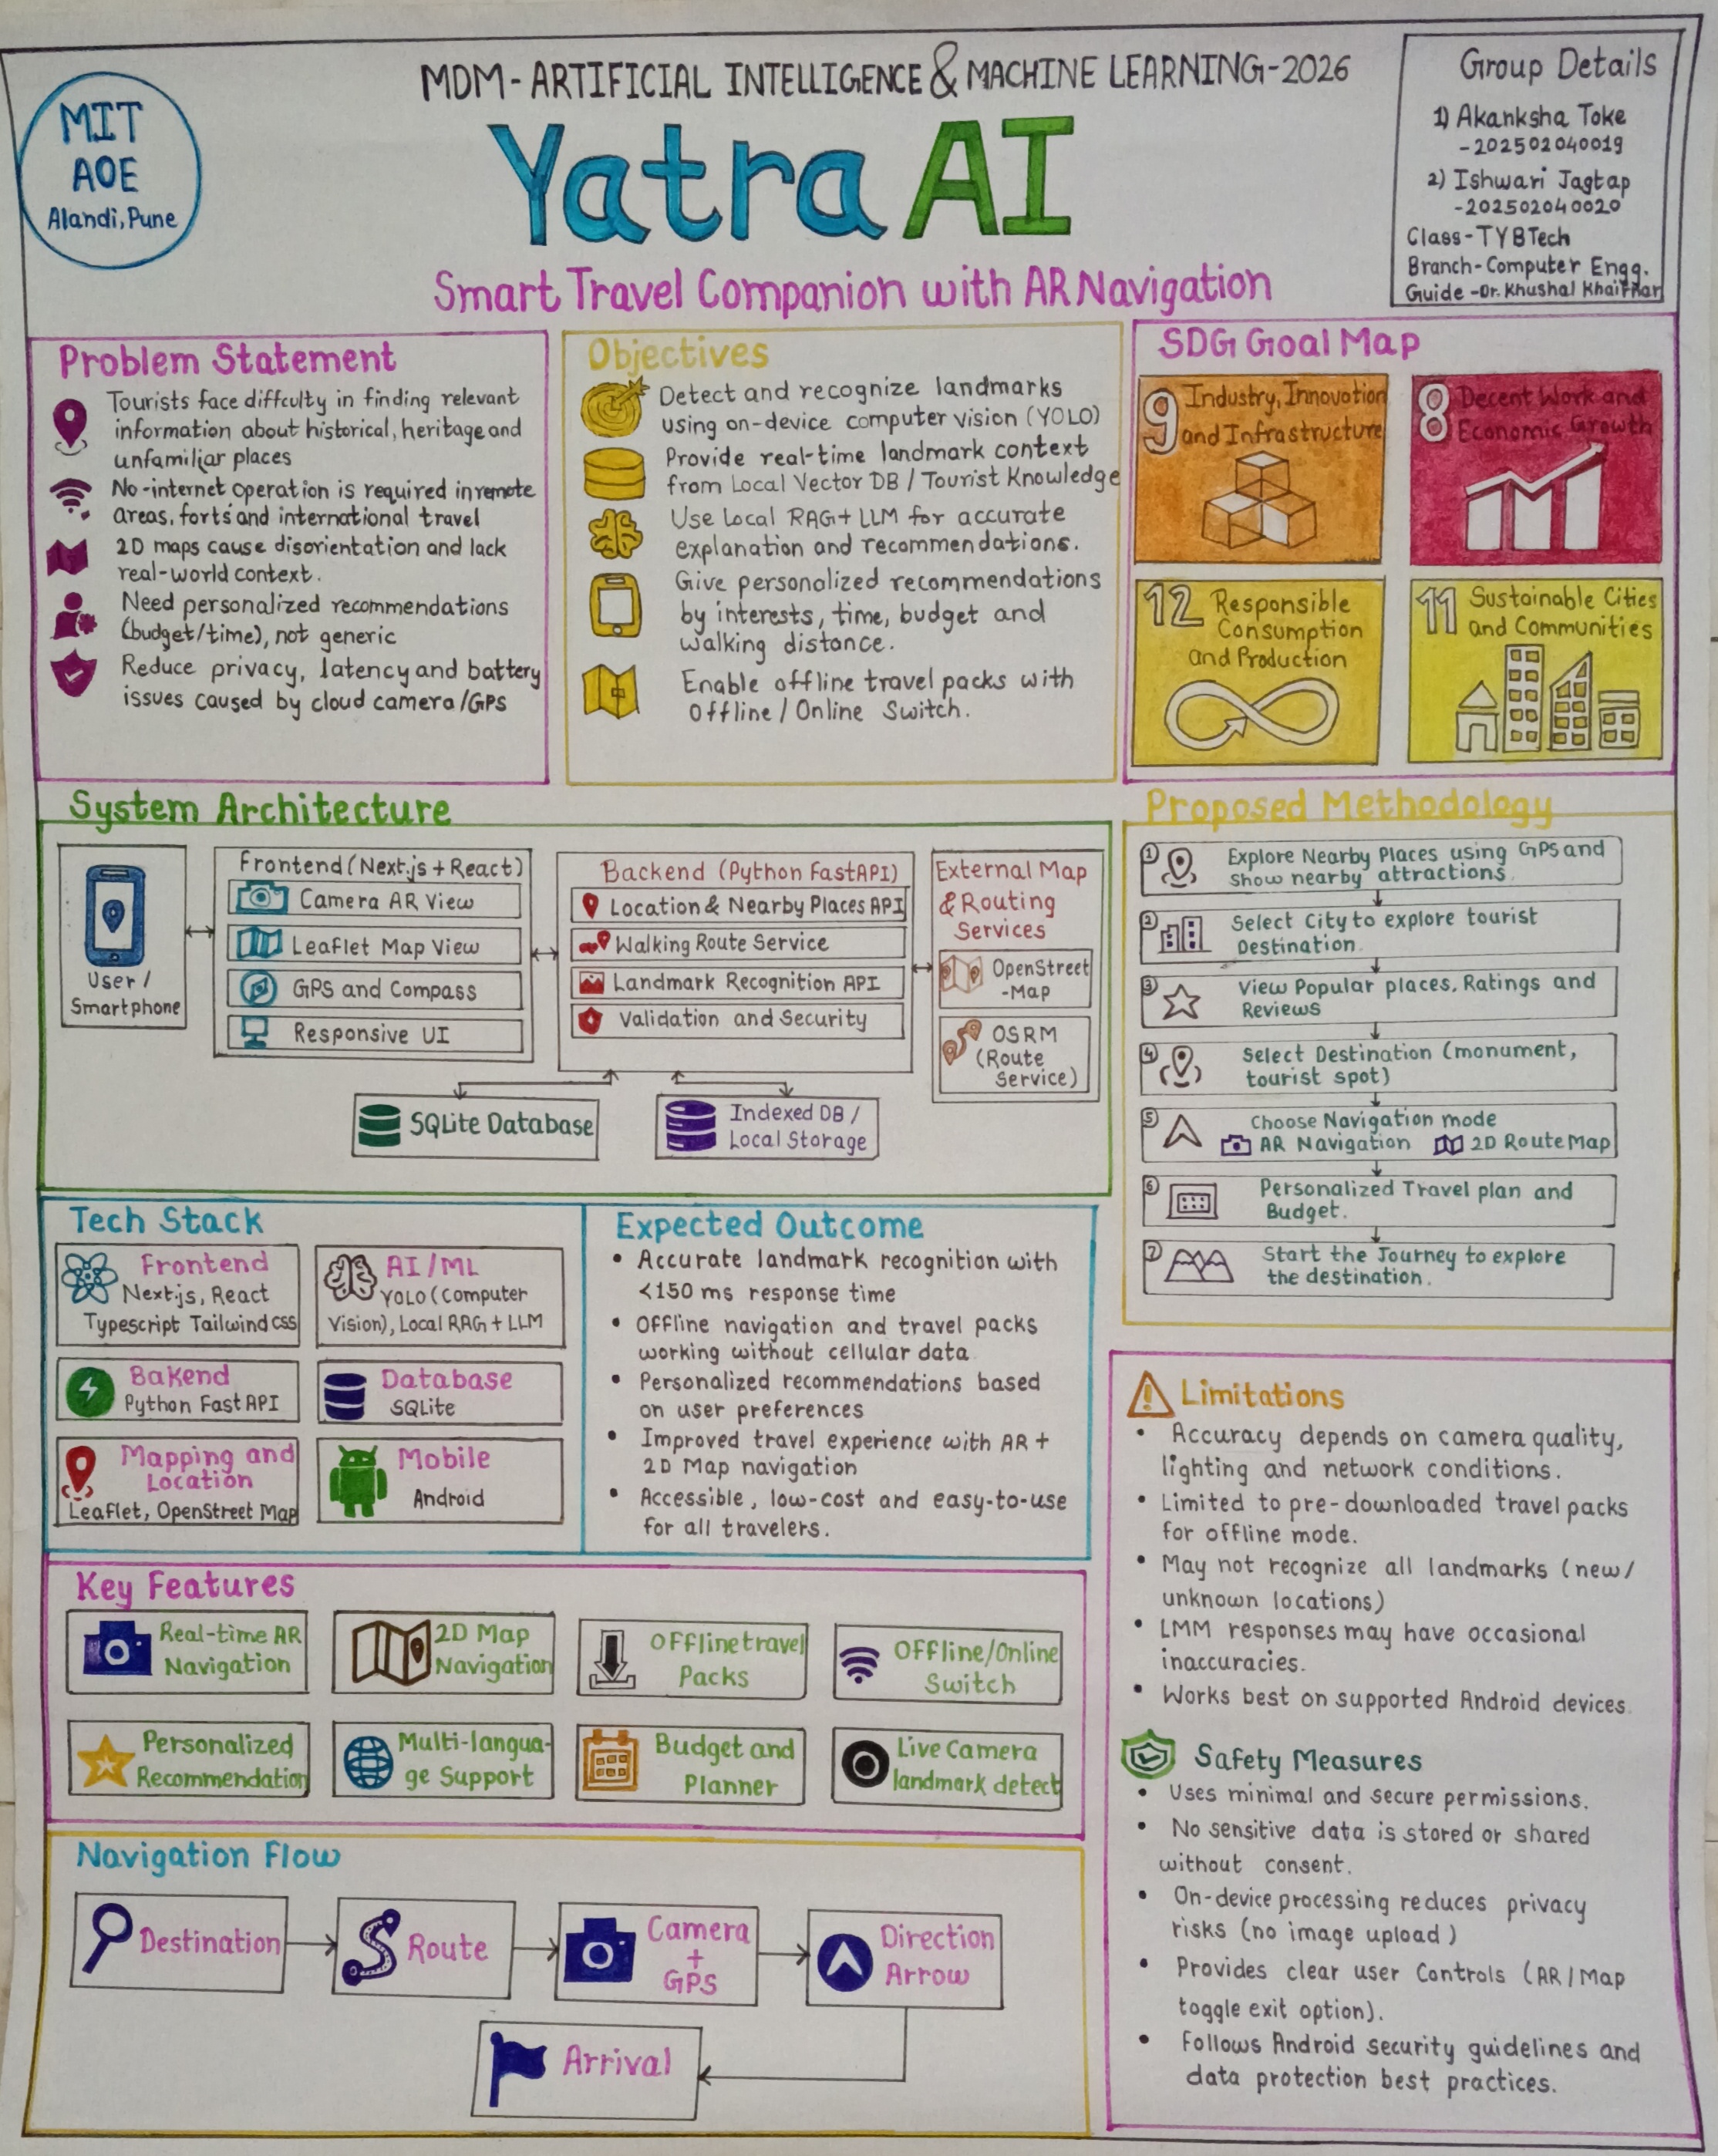 MIT
AOE
Alandi, Pune
MDM-ARTIFICIAL INTELLIGENCE & MACHINE LEARNING-2026
Yatra AI
Smart Travel Companion with AR Navigation
Group Details
1) Akanksha Toke
-202502040019
2) Ishwari Jagtap
-202502040020
Class-TYBTech
Branch-Computer Engg.
Guide-Dr. Khushal Khairnar
Problem Statement
Tourists face diffculty in finding relevant
information about historical, heritage and
unfamiliar places
No-internet operation is required in remote
areas, forts and international travel
2D maps cause disorientation and lack
real-world context.
Need personalized recommendations
(budget/time), not generic
Reduce privacy, latency and battery
issues caused by cloud camera/GPS
Objectives
Detect and recognize landmarks
using on-device computer vision (YOLO)
Provide real-time landmark context
from Local Vector DB / Tourist Knowledge
Use Local RAG+ LLM for accurate
explanation and recommendations.
Give personalized recommendations
by interests, time, budget and
walking distance.
Enable offline travel packs with
Offline / Online Switch.
SDG Goal Map
9 Industry, Innovation
and Infrastructure
8 Decent Work and
Economic Growth
12 Responsible
Consumption
and Production
11 Sustainable Cities
and Communities
System Architecture
User /
Smartphone
Frontend (Next.js + React)
Camera AR View
Leaflet Map View
GPS and Compass
Responsive UI
Backend (Python FastAPI)
Location & Nearby Places API
Walking Route Service
Landmark Recognition API
Validation and Security
External Map
& Routing
Services
OpenStreet
-Map
OSRM
(Route
Service)
SQLite Database
Indexed DB /
Local Storage
Proposed Methodology
1 Explore Nearby Places using GPS and
show nearby attractions.
2 Select City to explore tourist
Destination.
3 View Popular places, Ratings and
Reviews
4 Select Destination (monument,
tourist spot)
5 Choose Navigation mode
AR Navigation 2D Route Map
6 Personalized Travel plan and
Budget.
7 Start the Journey to explore
the destination.
Tech Stack
Frontend
Next.js, React
Typescript Tailwind CSS
AI/ML
YOLO (Computer
Vision), Local RAG + LLM
Bakend
Python Fast API
Database
SQLite
Mapping and
Location
Leaflet, OpenStreet Map
Mobile
Android
Expected Outcome
• Accurate landmark recognition with
<150 ms response time
• Offline navigation and travel packs
working without cellular data
• Personalized recommendations based
on user preferences
• Improved travel experience with AR +
2D Map navigation
• Accessible, low-cost and easy-to-use
for all travelers.
Limitations
• Accuracy depends on camera quality,
lighting and network conditions.
• Limited to pre-downloaded travel packs
for offline mode.
• May not recognize all landmarks (new/
unknown locations)
• LMM responses may have occasional
inaccuracies.
• Works best on supported Android devices.
Key Features
Real-time AR
Navigation
2D Map
Navigation
Offline travel
Packs
Offline/Online
Switch
Personalized
Recommendation
Multi-langua-
ge Support
Budget and
Planner
Live Camera
landmark detect
Safety Measures
• Uses minimal and secure permissions.
• No sensitive data is stored or shared
without consent.
• On-device processing reduces privacy
risks (no image upload)
• Provides clear user Controls (AR/Map
toggle exit option).
• Follows Android security guidelines and
data protection best practices.
Navigation Flow
Destination
Route
Camera
+
GPS
Direction
Arrow
Arrival